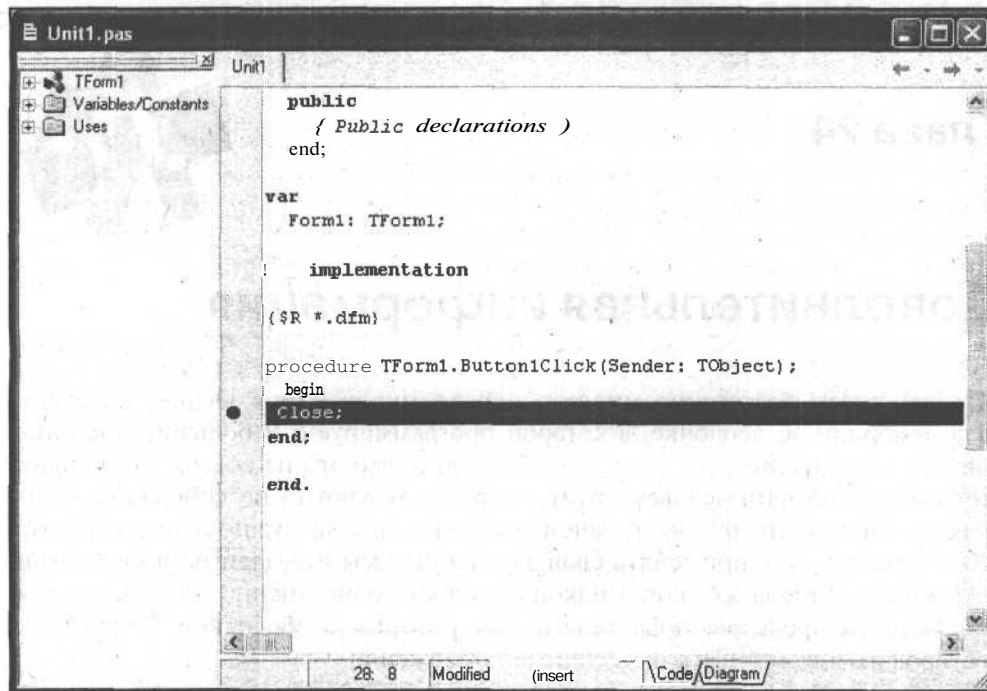 Unit1.pas
TForm1
Variables/Constants
Uses
Unit1
public
{ Public declarations )
end;
var
Form1: TForm1;
implementation
{$R *.dfm}
procedure TForm1.Button1Click(Sender: TObject);
begin
Close;
end;
end.
28: 8 Modified (insert \Code/Diagram/